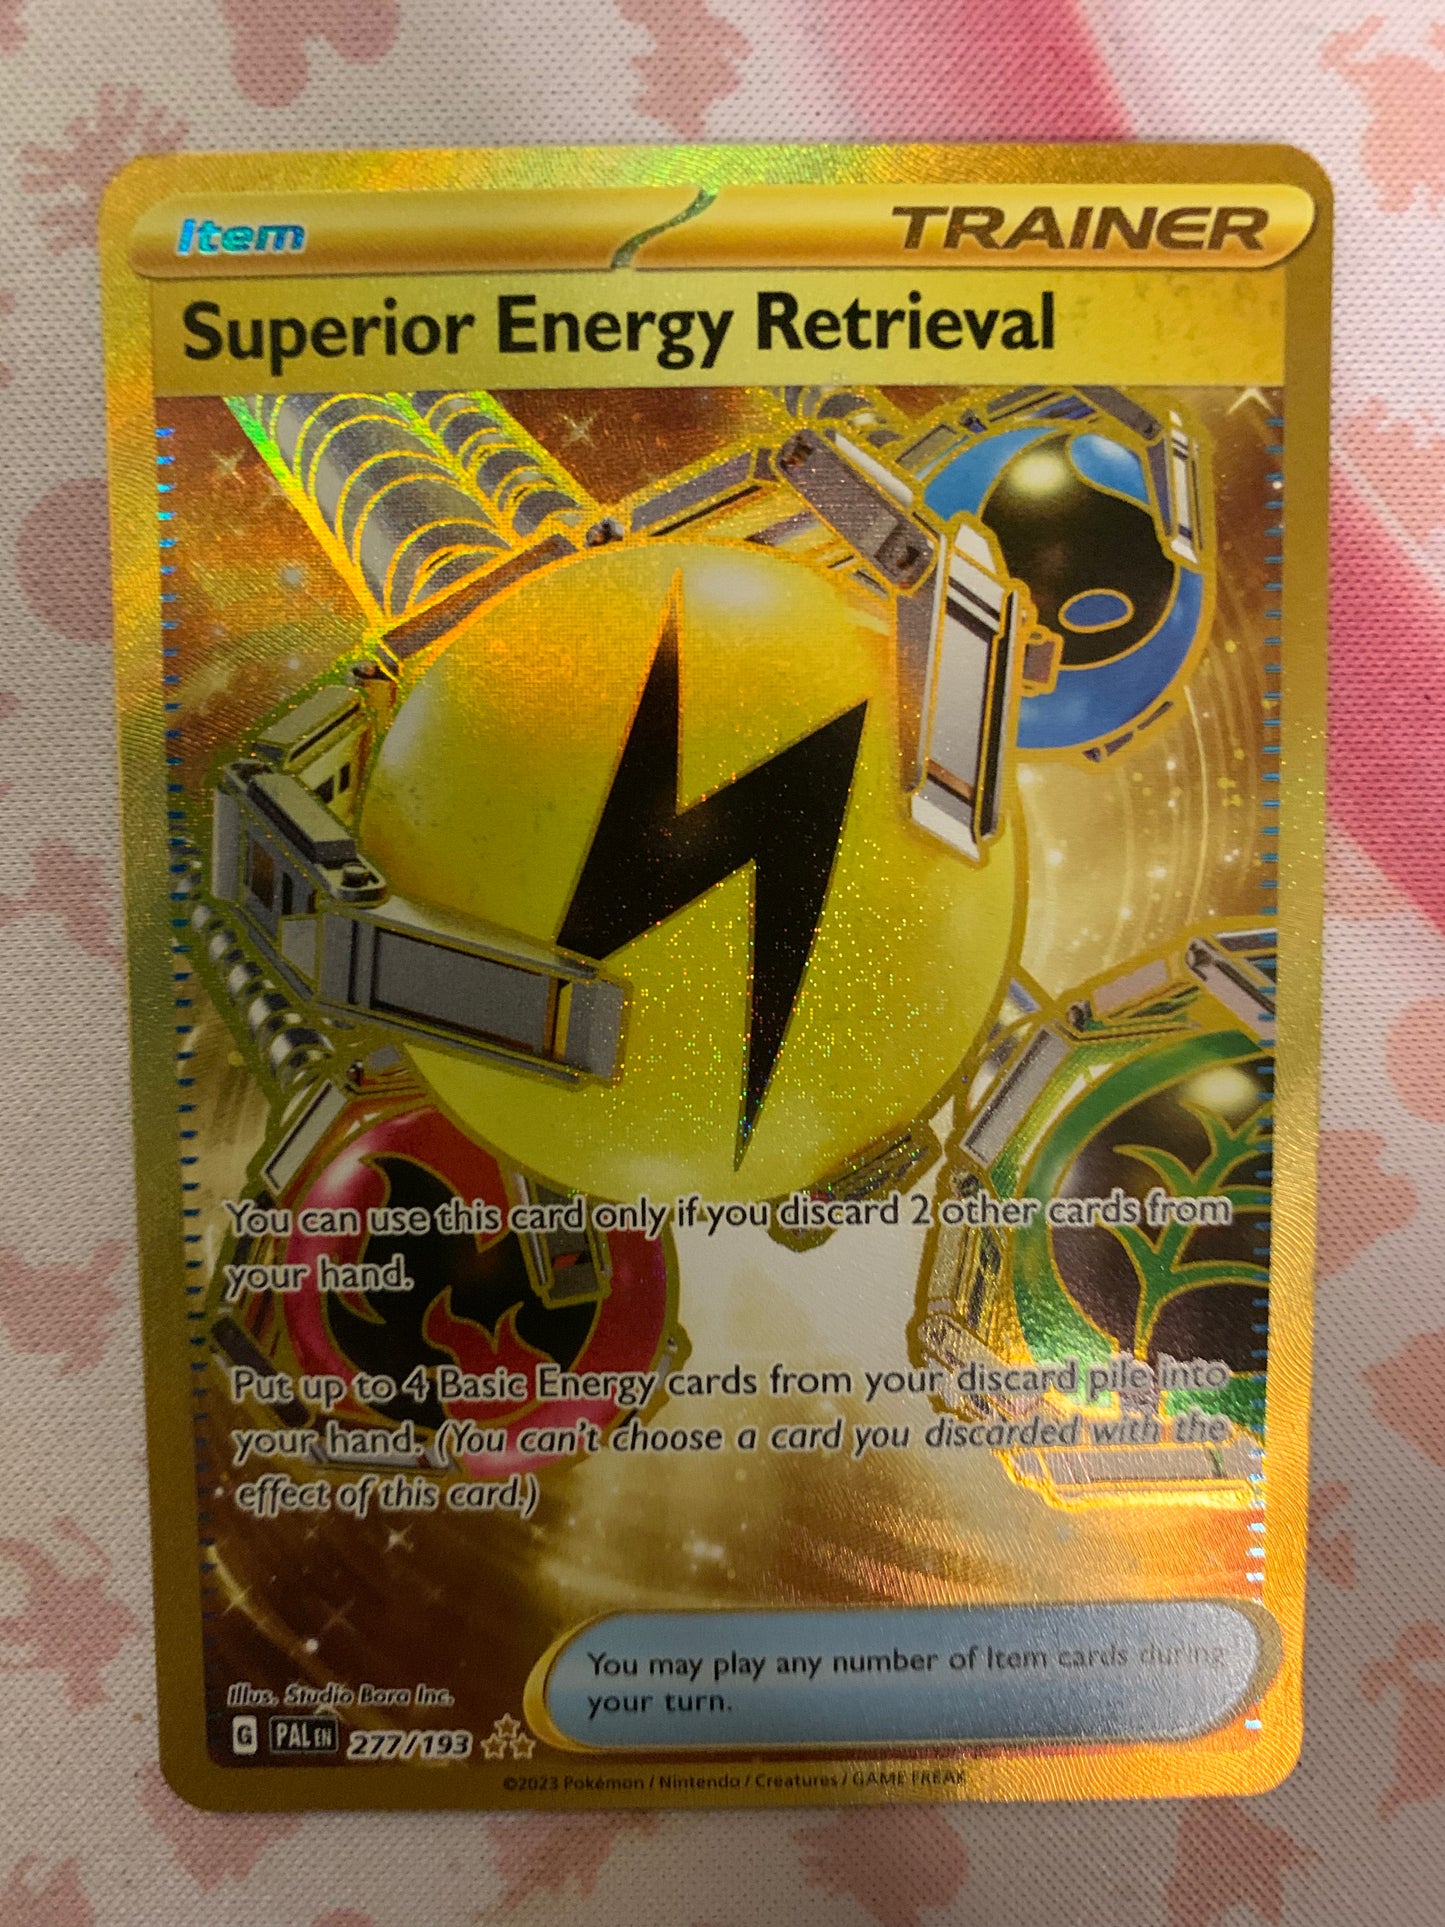 Item
TRAINER
Superior Energy Retrieval
You can use this card only if you discard 2 other cards from
your hand.
Put up to 4 Basic Energy cards from your discard pile into
your hand. (You can't choose a card you discarded with the
effect of this card.)
You may play any number of Item cards during
your turn.
Illus. Studio Bora Inc.
G PAL EN 277/193
©2023 Pokémon / Nintendo / Creatures / GAME FREAK